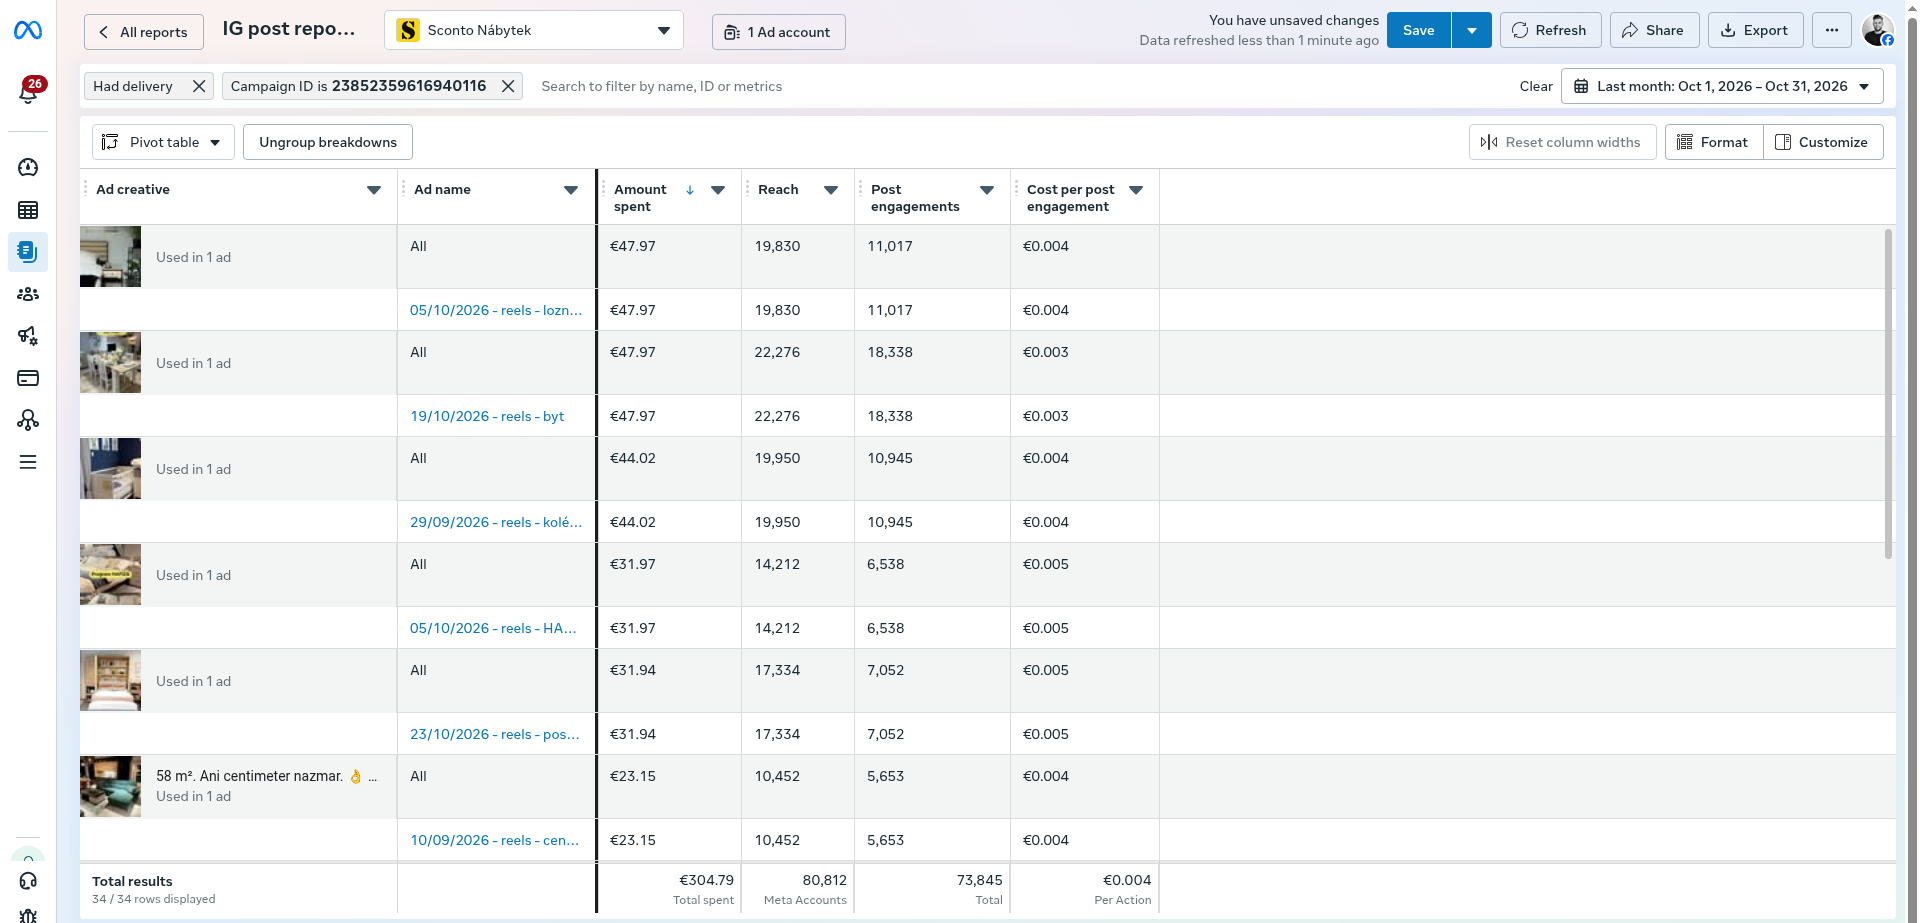 All reports
IG post repo...
Sconto Nábytek
1 Ad account
You have unsaved changes
Data refreshed less than 1 minute ago
Save
Refresh
Share
Export
26
Had delivery
Campaign ID is 23852359616940116
Search to filter by name, ID or metrics
Clear
Last month: Oct 1, 2026 – Oct 31, 2026
Pivot table
Ungroup breakdowns
Reset column widths
Format
Customize
Ad creative
Ad name
Amount spent
Reach
Post engagements
Cost per post engagement
Used in 1 ad
All
€47.97
19,830
11,017
€0.004
05/10/2026 - reels - lozn...
€47.97
19,830
11,017
€0.004
Used in 1 ad
All
€47.97
22,276
18,338
€0.003
19/10/2026 - reels - byt
€47.97
22,276
18,338
€0.003
Used in 1 ad
All
€44.02
19,950
10,945
€0.004
29/09/2026 - reels - kolé...
€44.02
19,950
10,945
€0.004
Used in 1 ad
All
€31.97
14,212
6,538
€0.005
05/10/2026 - reels - HA...
€31.97
14,212
6,538
€0.005
Used in 1 ad
All
€31.94
17,334
7,052
€0.005
23/10/2026 - reels - pos...
€31.94
17,334
7,052
€0.005
58 m². Ani centimeter nazmar. 👌 ...
Used in 1 ad
All
€23.15
10,452
5,653
€0.004
10/09/2026 - reels - cen...
€23.15
10,452
5,653
€0.004
Total results
34 / 34 rows displayed
€304.79
Total spent
80,812
Meta Accounts
73,845
Total
€0.004
Per Action